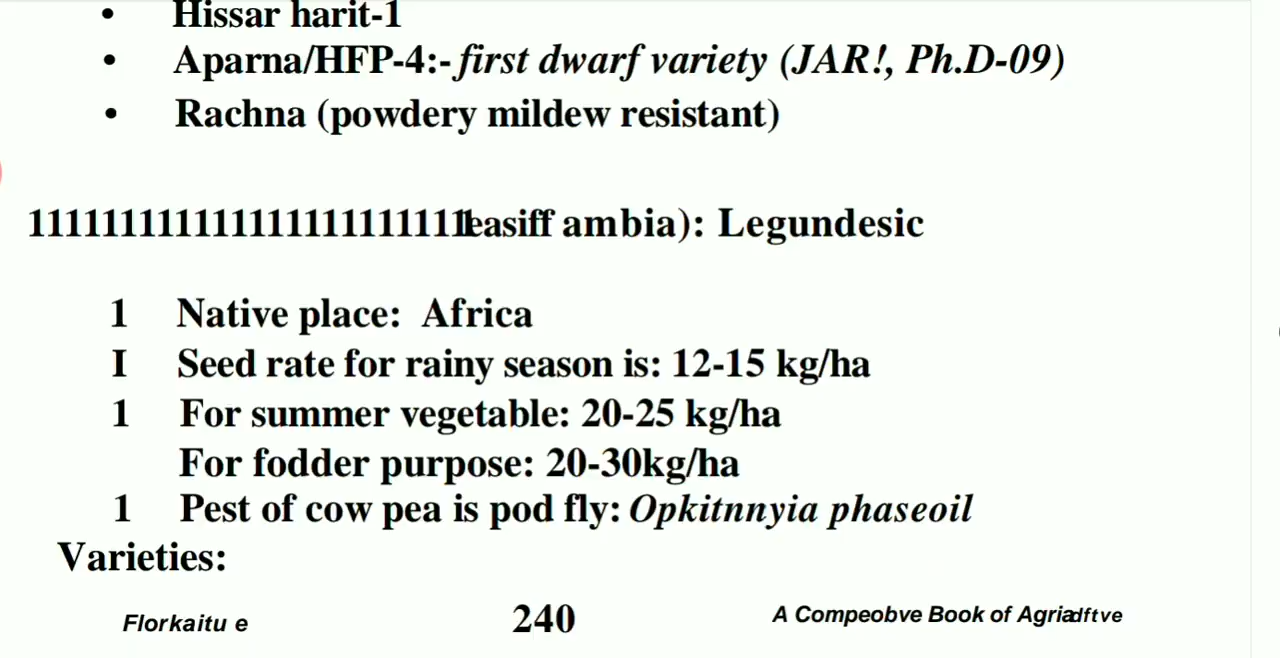 • Hissar harit-1
• Aparna/HFP-4:-first dwarf variety (JAR!, Ph.D-09)
• Rachna (powdery mildew resistant)
111111111111111111111111leasiff ambia): Legundesic
1 Native place: Africa
I Seed rate for rainy season is: 12-15 kg/ha
1 For summer vegetable: 20-25 kg/ha
For fodder purpose: 20-30kg/ha
1 Pest of cow pea is pod fly: Opkitnnyia phaseoil
Varieties:
Florkaitu e 240 A Compeobve Book of Agriadftve